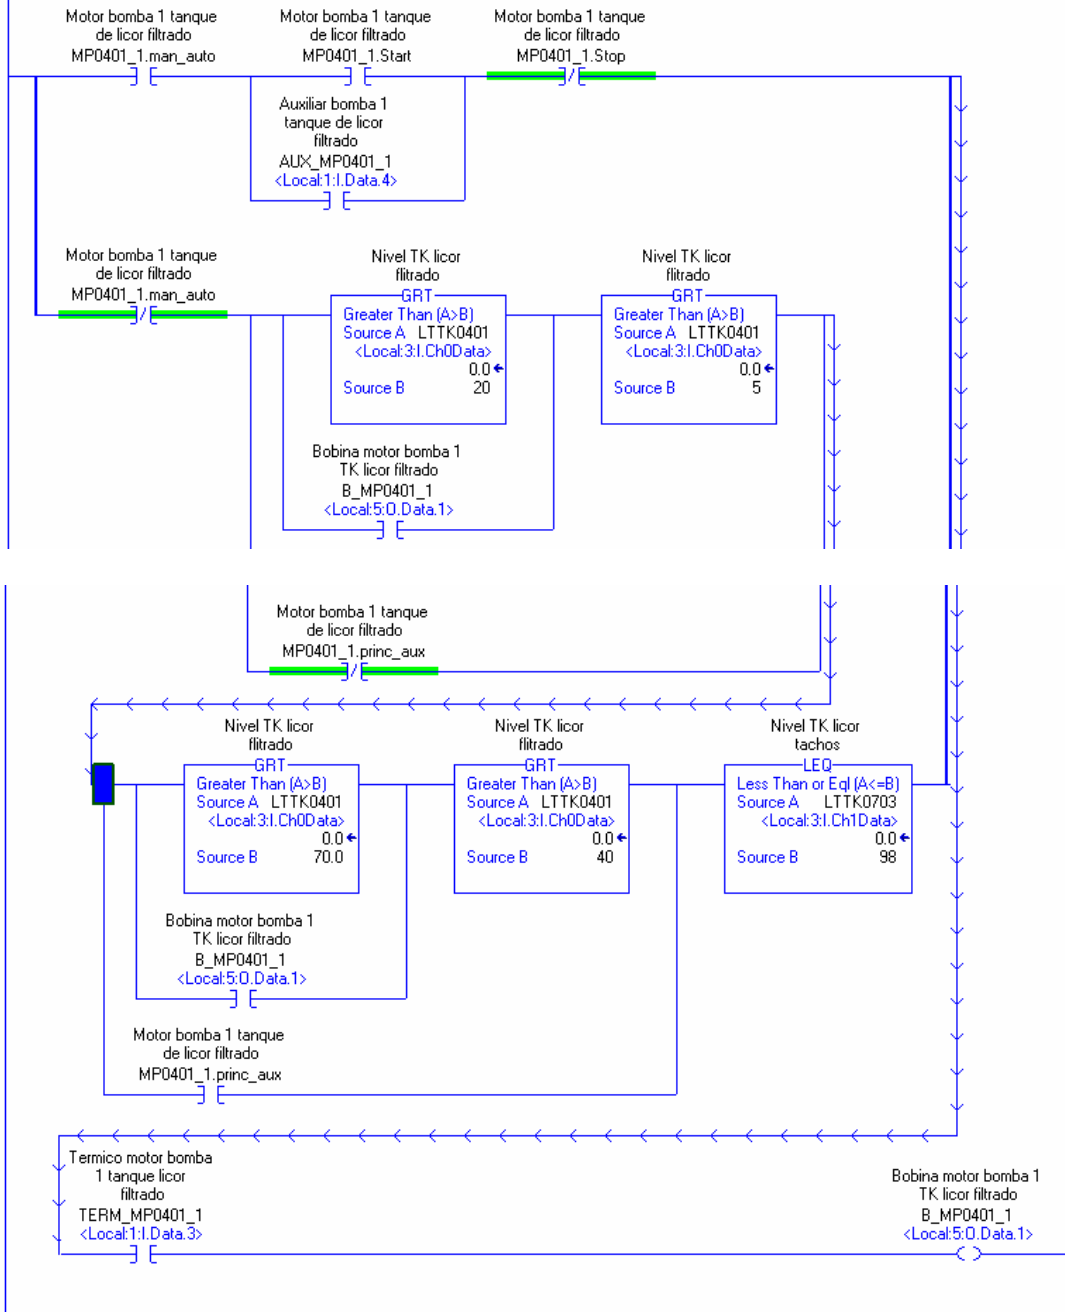 Motor bomba 1 tanque
de licor filtrado
MP0401_1.man_auto
Motor bomba 1 tanque
de licor filtrado
MP0401_1.Start
Motor bomba 1 tanque
de licor filtrado
MP0401_1.Stop
Auxiliar bomba 1
tanque de licor
filtrado
AUX_MP0401_1
<Local:1:I.Data.4>
Motor bomba 1 tanque
de licor filtrado
MP0401_1.man_auto
Nivel TK licor
flitrado
GRT
Greater Than (A>B)
Source A LTTK0401
<Local:3:I.Ch0Data>
0.0
Source B 20
Nivel TK licor
flitrado
GRT
Greater Than (A>B)
Source A LTTK0401
<Local:3:I.Ch0Data>
0.0
Source B 5
Bobina motor bomba 1
TK licor filtrado
B_MP0401_1
<Local:5:O.Data.1>
Motor bomba 1 tanque
de licor filtrado
MP0401_1.princ_aux
Nivel TK licor
flitrado
GRT
Greater Than (A>B)
Source A LTTK0401
<Local:3:I.Ch0Data>
0.0
Source B 70.0
Nivel TK licor
flitrado
GRT
Greater Than (A>B)
Source A LTTK0401
<Local:3:I.Ch0Data>
0.0
Source B 40
Nivel TK licor
tachos
LEQ
Less Than or Eql (A<=B)
Source A LTTK0703
<Local:3:I.Ch1Data>
0.0
Source B 98
Bobina motor bomba 1
TK licor filtrado
B_MP0401_1
<Local:5:O.Data.1>
Motor bomba 1 tanque
de licor filtrado
MP0401_1.princ_aux
Termico motor bomba
1 tanque licor
filtrado
TERM_MP0401_1
<Local:1:I.Data.3>
Bobina motor bomba 1
TK licor filtrado
B_MP0401_1
<Local:5:O.Data.1>